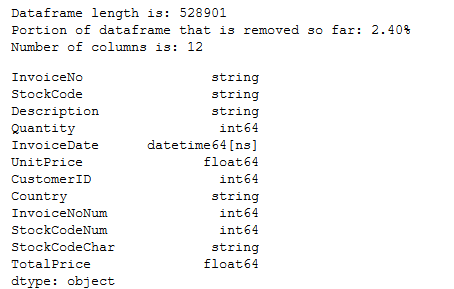 Dataframe length is: 528901
Portion of dataframe that is removed so far: 2.40%
Number of columns is: 12
InvoiceNo string
StockCode string
Description string
Quantity int64
InvoiceDate datetime64[ns]
UnitPrice float64
CustomerID int64
Country string
InvoiceNoNum int64
StockCodeNum int64
StockCodeChar string
TotalPrice float64
dtype: object